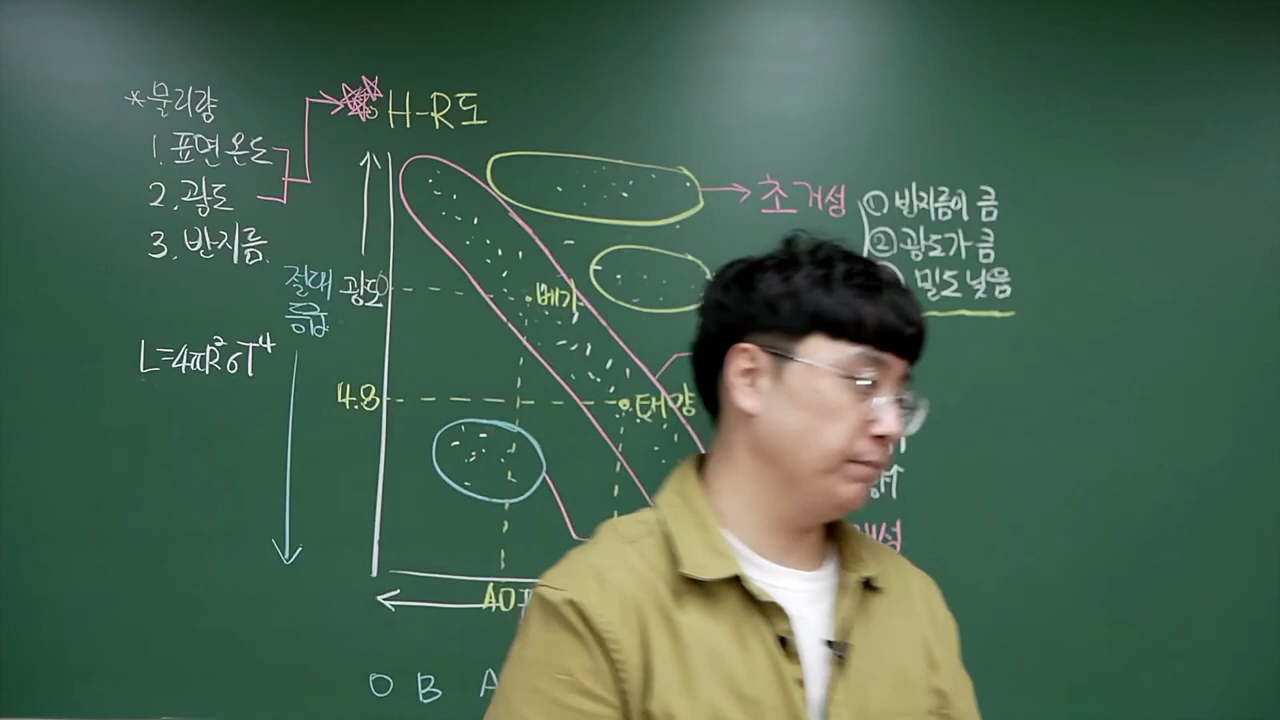 *물리량
1. 표면온도
2. 광도
3. 반지름
L=4πR²σT⁴
H-R도
절대
등급
광도
4.8
베가
태양
A0
O B A
초거성
① 반지름이 큼
② 광도가 큼
밀도 낮음